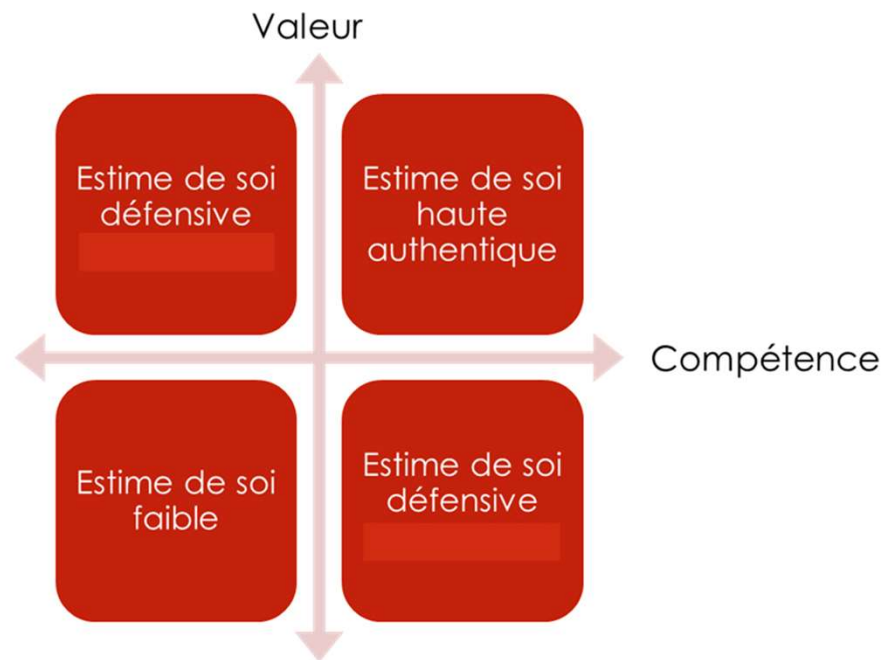 Valeur
Estime de soi
défensive
Estime de soi
haute
authentique
Compétence
Estime de soi
faible
Estime de soi
défensive